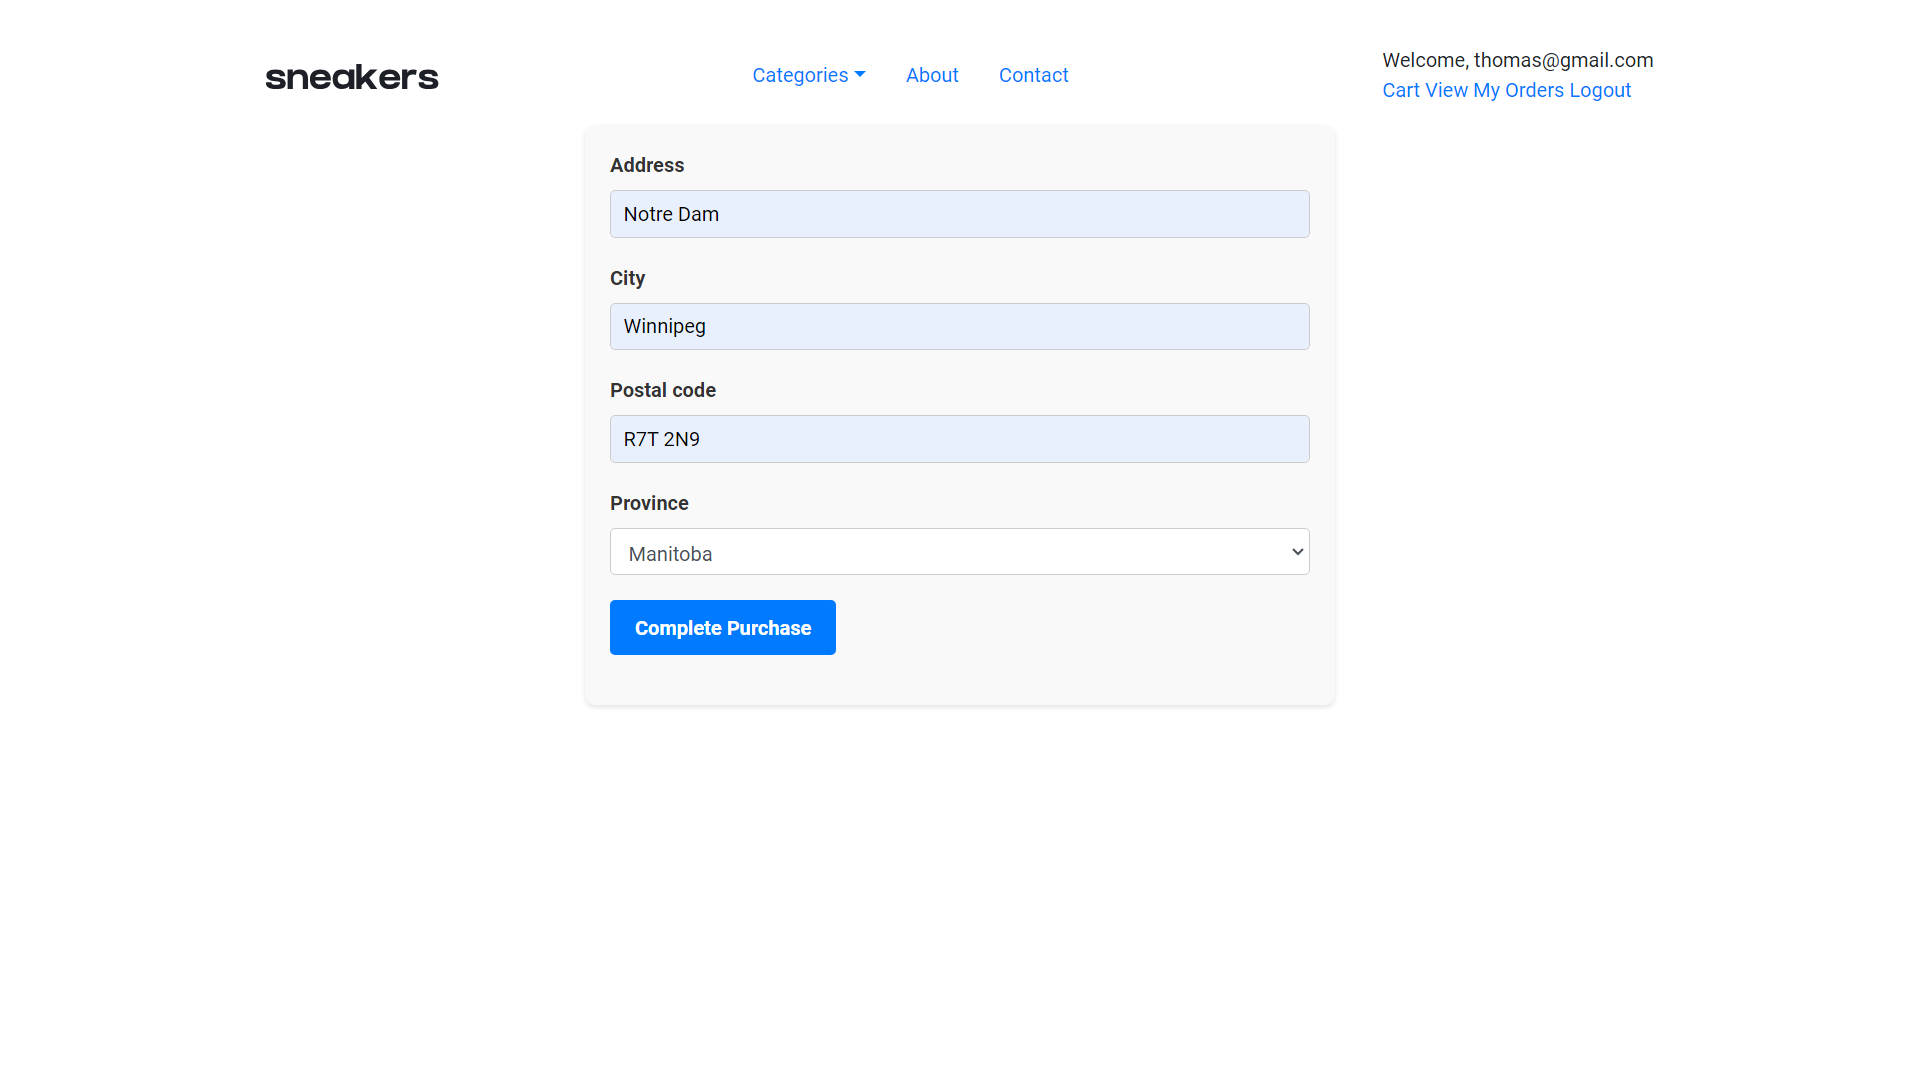 sneakers
Categories About Contact
Welcome, thomas@gmail.com
Cart View My Orders Logout
Address
Notre Dam
City
Winnipeg
Postal code
R7T 2N9
Province
Manitoba
Complete Purchase